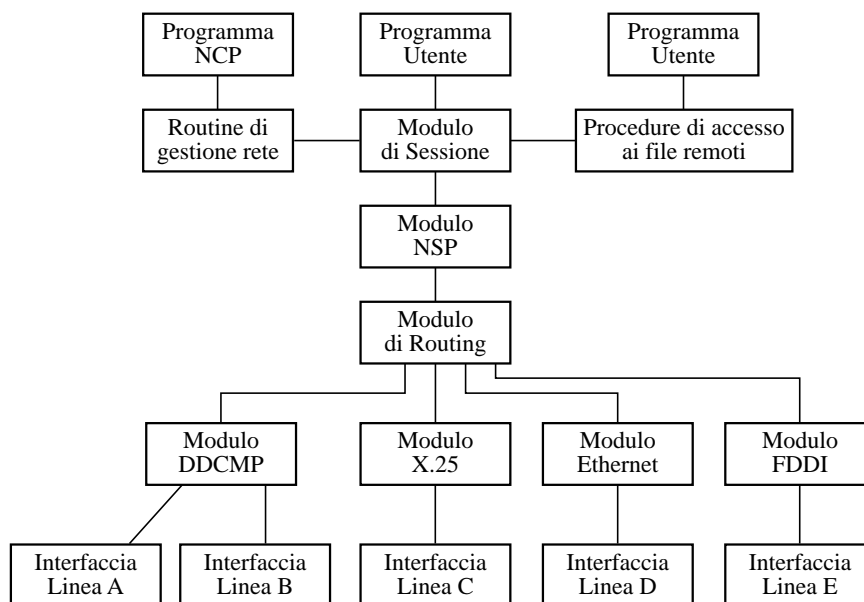 Programma
NCP
Programma
Utente
Programma
Utente
Routine di
gestione rete
Modulo
di Sessione
Procedure di accesso
ai file remoti
Modulo
NSP
Modulo
di Routing
Modulo
DDCMP
Modulo
X.25
Modulo
Ethernet
Modulo
FDDI
Interfaccia
Linea A
Interfaccia
Linea B
Interfaccia
Linea C
Interfaccia
Linea D
Interfaccia
Linea E